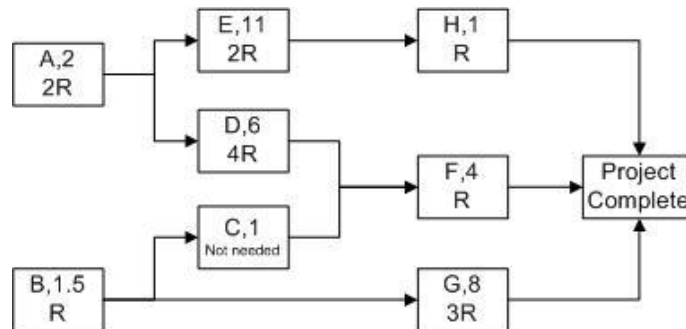 E,11
2R
H,1
R
A,2
2R
D,6
4R
F,4
R
Project
Complete
C,1
Not needed
B,1.5
R
G,8
3R